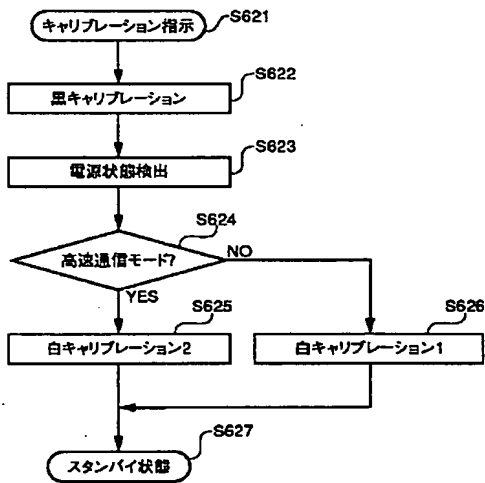 キャリブレーション指示
S621
黒キャリブレーション
S622
電源状態検出
S623
高速通信モード?
S624
NO
YES
白キャリブレーション2
S625
白キャリブレーション1
S626
スタンバイ状態
S627